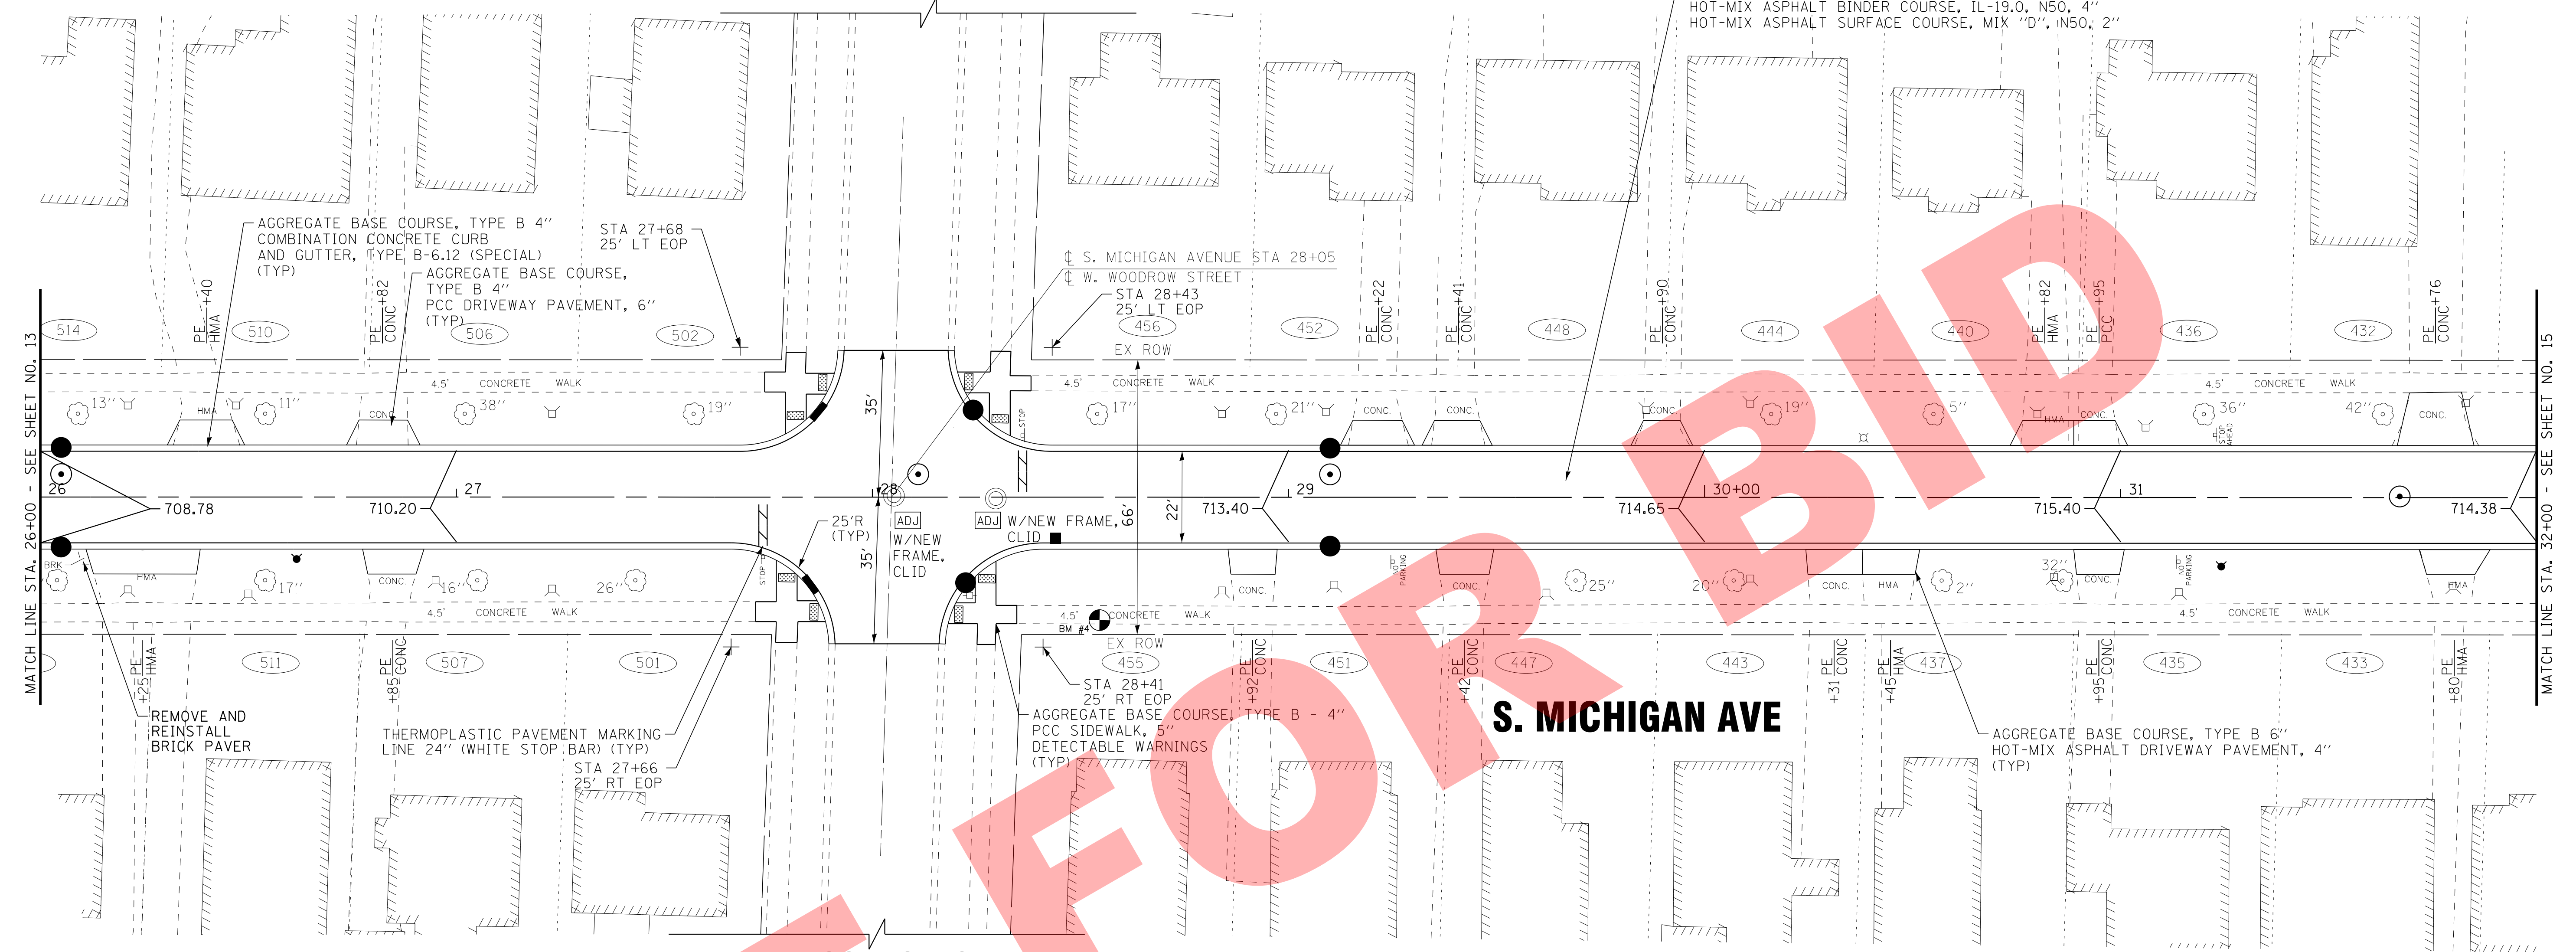 HOT-MIX ASPHALT BINDER COURSE, IL-19.0, N50, 4"
HOT-MIX ASPHALT SURFACE COURSE, MIX "D", N50, 2"
AGGREGATE BASE COURSE, TYPE B 4"
COMBINATION CONCRETE CURB
AND GUTTER, TYPE B-6.12 (SPECIAL)
(TYP)
AGGREGATE BASE COURSE,
TYPE B 4"
PCC DRIVEWAY PAVEMENT, 6"
(TYP)
STA 27+68
25' LT EOP
℄ S. MICHIGAN AVENUE STA 28+05
℄ W. WOODROW STREET
STA 28+43
25' LT EOP
PE +40
HMA
PE +82
CONC
PE +22
CONC
PE +41
CONC
PE +90
CONC
PE +82
HMA
PE +95
PCC
PE +76
CONC
514
510
506
502
456
452
448
444
440
436
432
EX ROW
MATCH LINE STA. 26+00 - SEE SHEET NO. 13
MATCH LINE STA. 32+00 - SEE SHEET NO. 15
4.5' CONCRETE WALK
4.5' CONCRETE WALK
4.5' CONCRETE WALK
13"
HMA
11"
CONC.
38"
19"
STOP
17"
21"
CONC.
CONC.
CONC.
19"
5"
HMA
CONC.
STOP
AHEAD
36"
42"
CONC.
35'
35'
66'
22'
26
27
28
29
30+00
31
708.78
710.20
713.40
714.65
715.40
714.38
25'R
(TYP)
ADJ
W/NEW
FRAME,
CLID
ADJ W/NEW FRAME,
CLID
BRK
HMA
17"
CONC.
16"
26"
STOP
CONC.
NO
PARKING
CONC.
25"
20"
CONC.
HMA
2"
32"
CONC.
NO
PARKING
HMA
4.5' CONCRETE WALK
4.5' CONCRETE WALK
4.5' CONCRETE WALK
BM #4
EX ROW
511
507
501
455
451
447
443
437
435
433
+25 PE
HMA
+85 PE
CONC
+92 PE
CONC
+42 PE
CONC
+31 PE
CONC
+45 PE
HMA
+95 PE
CONC
+80 PE
HMA
REMOVE AND
REINSTALL
BRICK PAVER
THERMOPLASTIC PAVEMENT MARKING
LINE 24" (WHITE STOP BAR) (TYP)
STA 27+66
25' RT EOP
STA 28+41
25' RT EOP
AGGREGATE BASE COURSE, TYPE B - 4"
PCC SIDEWALK, 5"
DETECTABLE WARNINGS
(TYP)
S. MICHIGAN AVE
AGGREGATE BASE COURSE, TYPE B 6"
HOT-MIX ASPHALT DRIVEWAY PAVEMENT, 4"
(TYP)
FOR BID